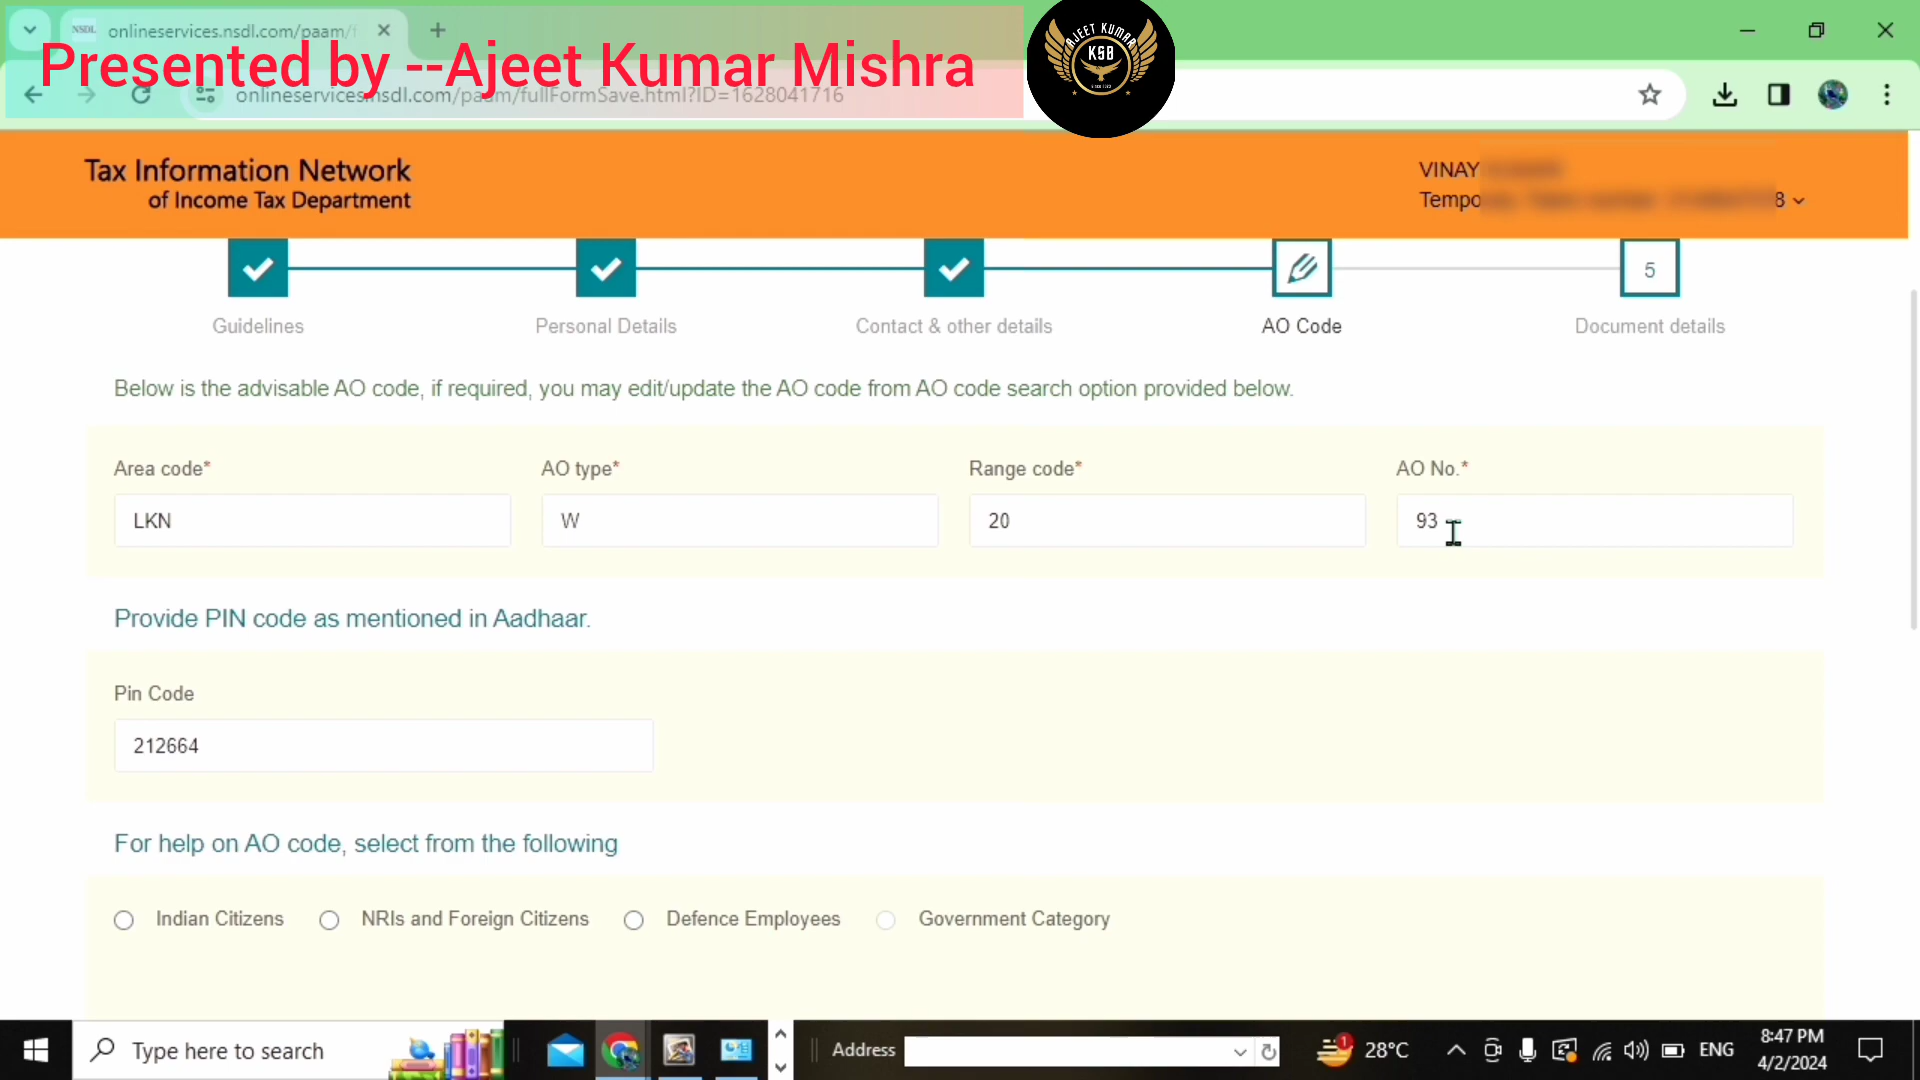 NSDL onlineservices.nsdl.com/paam/f
Presented by --Ajeet Kumar Mishra
AJEET KUMAR
KSB
onlineservices.nsdl.com/paam/fullFormSave.html?ID=1628041716
Tax Information Network
of Income Tax Department
VINAY
Tempo 8
5
Guidelines Personal Details Contact & other details AO Code Document details
Below is the advisable AO code, if required, you may edit/update the AO code from AO code search option provided below.
Area code* AO type* Range code* AO No.*
LKN W 20 93
Provide PIN code as mentioned in Aadhaar.
Pin Code
212664
For help on AO code, select from the following
Indian Citizens NRIs and Foreign Citizens Defence Employees Government Category
Type here to search Address 1 28°C ENG 8:47 PM
4/2/2024